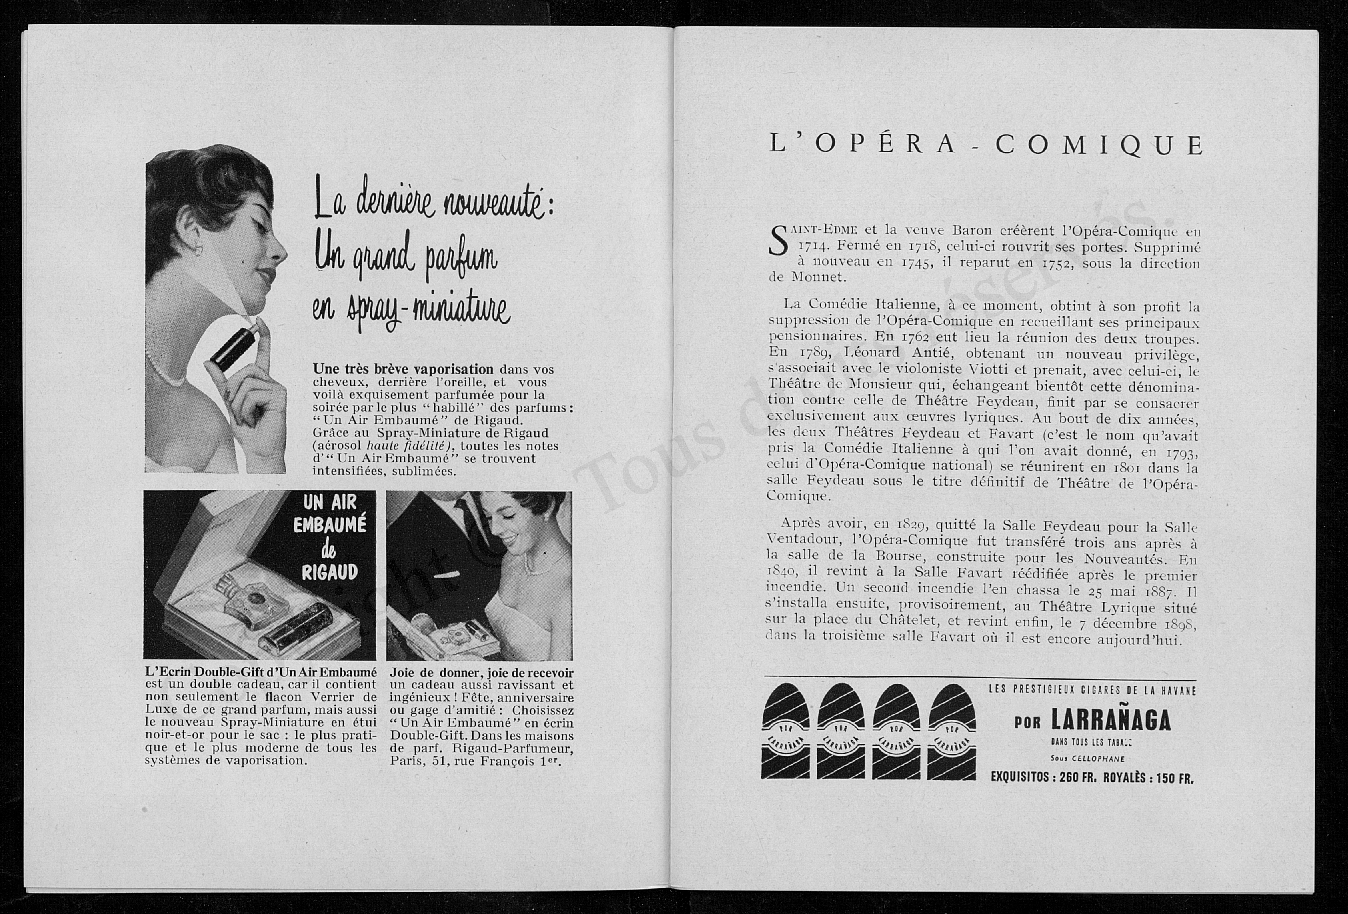 La dernière nouveauté :
Un grand parfum
en spray-miniature
Une très brève vaporisation dans vos
cheveux, derrière l'oreille, et vous
voilà exquisement parfumée pour la
soirée par le plus “habillé” des parfums :
“Un Air Embaumé” de Rigaud.
Grâce au Spray-Miniature de Rigaud
(aérosol haute fidélité), toutes les notes
d'“Un Air Embaumé” se trouvent
intensifiées, sublimées.
UN AIR
EMBAUMÉ
de
RIGAUD
L'Ecrin Double-Gift d'Un Air Embaumé
est un double cadeau, car il contient
non seulement le flacon Verrier de
Luxe de ce grand parfum, mais aussi
le nouveau Spray-Miniature en étui
noir-et-or pour le sac : le plus prati-
que et le plus moderne de tous les
systèmes de vaporisation.
Joie de donner, joie de recevoir
un cadeau aussi ravissant et
ingénieux ! Fête, anniversaire
ou gage d'amitié : Choisissez
“Un Air Embaumé” en écrin
Double-Gift. Dans les maisons
de parf. Rigaud-Parfumeur,
Paris, 51, rue François 1er.
L'OPÉRA-COMIQUE
SAINT-EDME et la veuve Baron créèrent l'Opéra-Comique en
1714. Fermé en 1718, celui-ci rouvrit ses portes. Supprimé
à nouveau en 1745, il reparut en 1752, sous la direction
de Monnet.
La Comédie Italienne, à ce moment, obtint à son profit la
suppression de l'Opéra-Comique en recueillant ses principaux
pensionnaires. En 1762 eut lieu la réunion des deux troupes.
En 1789, Léonard Antié, obtenant un nouveau privilège,
s'associait avec le violoniste Viotti et prenait, avec celui-ci, le
Théâtre de Monsieur qui, échangeant bientôt cette dénomina-
tion contre celle de Théâtre Feydeau, finit par se consacrer
exclusivement aux œuvres lyriques. Au bout de dix années,
les deux Théâtres Feydeau et Favart (c'est le nom qu'avait
pris la Comédie Italienne à qui l'on avait donné, en 1793,
celui d'Opéra-Comique national) se réunirent en 1801 dans la
salle Feydeau sous le titre définitif de Théâtre de l'Opéra-
Comique.
Après avoir, en 1829, quitté la Salle Feydeau pour la Salle
Ventadour, l'Opéra-Comique fut transféré trois ans après à
la salle de la Bourse, construite pour les Nouveautés. En
1840, il revint à la Salle Favart réédifiée après le premier
incendie. Un second incendie l'en chassa le 25 mai 1887. Il
s'installa ensuite, provisoirement, au Théâtre Lyrique situé
sur la place du Châtelet, et revint enfin, le 7 décembre 1898,
dans la troisième salle Favart où il est encore aujourd'hui.
POR LARRAÑAGA
POR LARRAÑAGA
POR LARRAÑAGA
POR LARRAÑAGA
LES PRESTIGIEUX CIGARES DE LA HAVANE
POR LARRAÑAGA
DANS TOUS LES TABACS
Sous CELLOPHANE
EXQUISITOS : 260 FR. ROYALÈS : 150 FR.